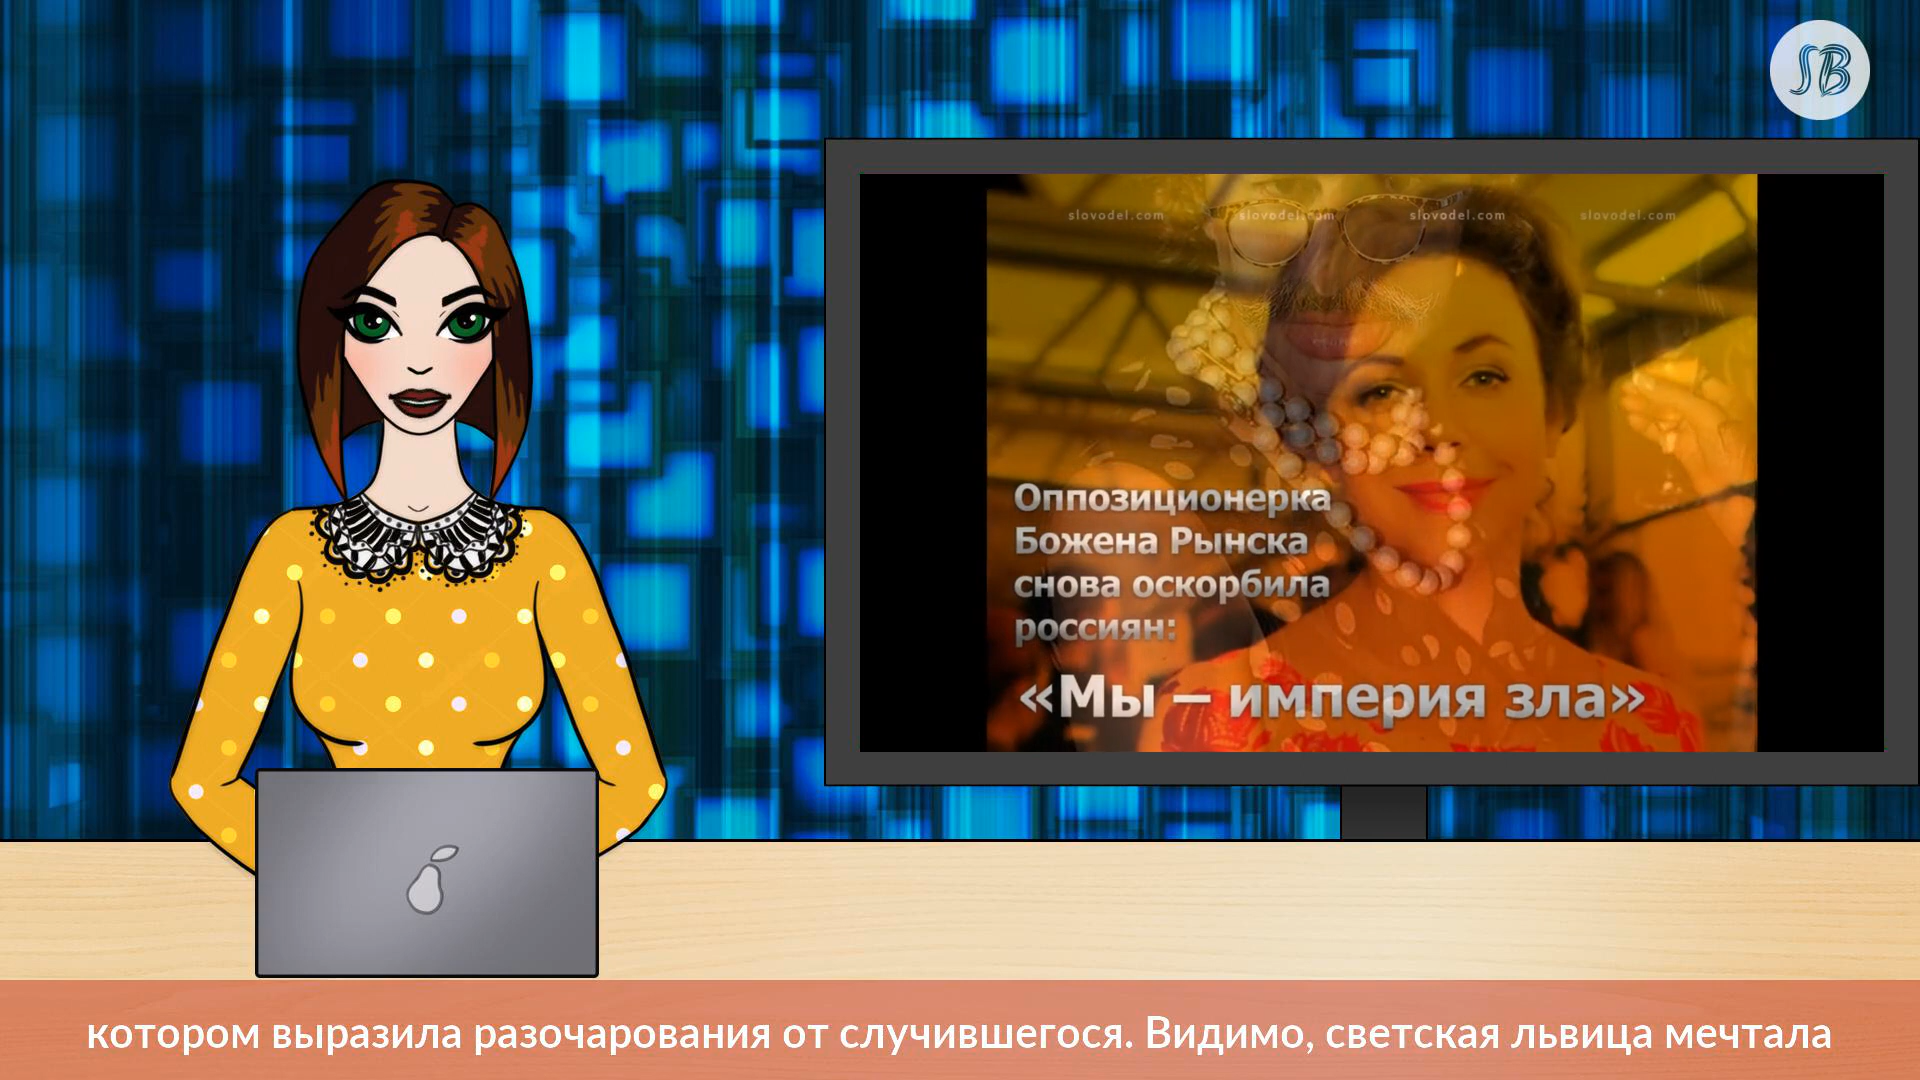 SB
slovodel.com slovodel.com slovodel.com slovodel.com
Оппозиционерка
Божена Рынска
снова оскорбила
россиян:
«Мы – империя зла»
котором выразила разочарования от случившегося. Видимо, светская львица мечтала